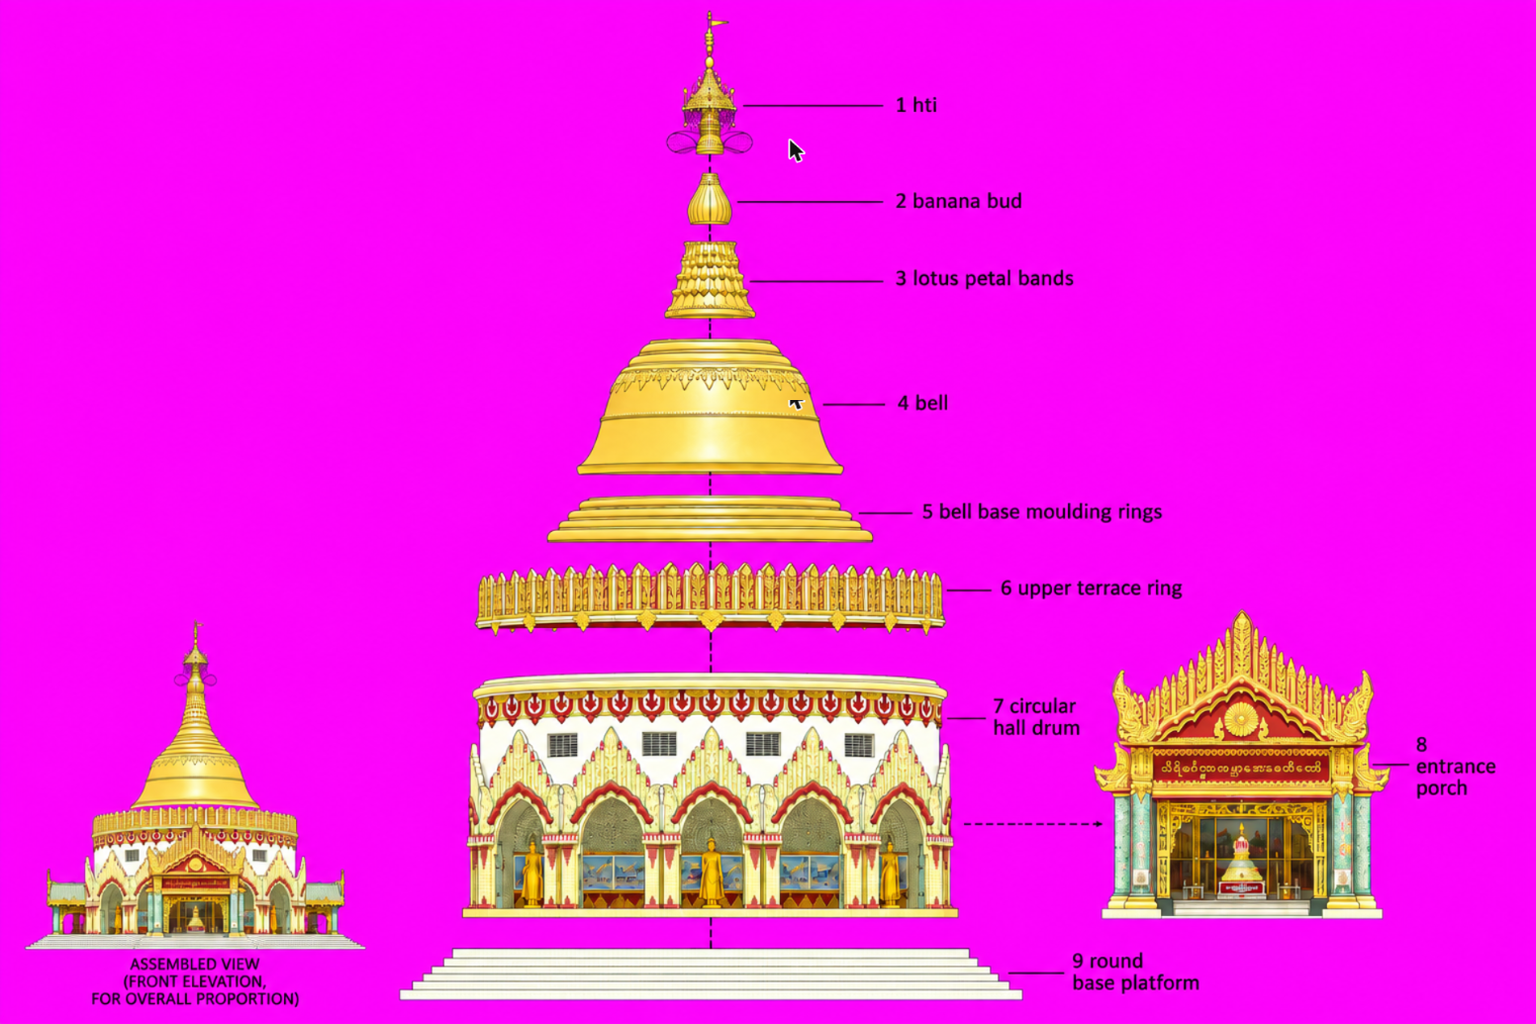 1 hti
2 banana bud
3 lotus petal bands
4 bell
5 bell base moulding rings
6 upper terrace ring
7 circular
hall drum
8
entrance
porch
9 round
base platform
ASSEMBLED VIEW
(FRONT ELEVATION,
FOR OVERALL PROPORTION)